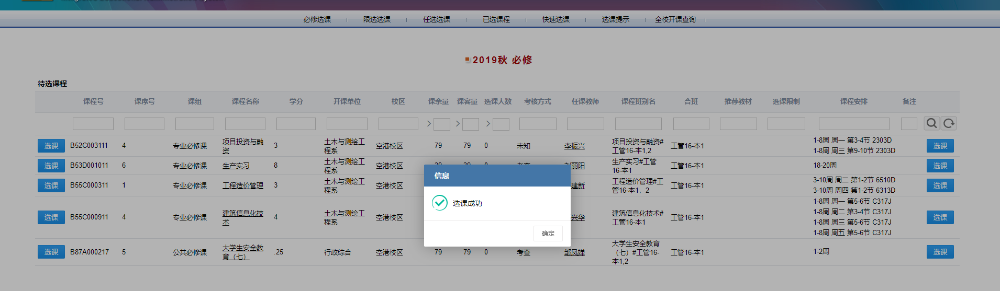 必修选课 限选选课 任选选课 已选课程 快速选课 选课提示 全校开课查询
2019秋 必修
待选课程
课程号 课序号 课组 课程名称 学分 开课单位 校区 课余量 课容量 选课人数 考核方式 任课教师 课程班别名 合班 推荐教材 选课限制 课程安排 备注
> > >
选课 B52C003111 4 专业必修课 项目投资与融资 3 土木与测绘工程系 空港校区 79 79 0 未知 李振兴 项目投资与融资#工管16-本1,2 工管16-本1 1-8周 周一 第3-4节 2303D 选课
1-8周 周三 第9-10节 2303D
选课 B53D001011 6 专业必修课 生产实习 8 土木与测绘工程系 空港校区 丽阳 生产实习#工管16-本1 工管16-本1 18-20周 选课
选课 B55C000311 1 专业必修课 工程造价管理 3 土木与测绘工程系 空港校区 建新 工程造价管理#工管16-本1，2 工管16-本1 3-10周 周二 第1-2节 6510D 选课
3-10周 周四 第1-2节 6313D
选课 B55C000911 4 专业必修课 建筑信息化技术 4 土木与测绘工程系 空港校区 兴华 建筑信息化技术#工管16-本1 工管16-本1 1-8周 周一 第5-6节 C317J 选课
1-8周 周二 第3-4节 C317J
1-8周 周三 第5-6节 C317J
1-8周 周五 第5-6节 C317J
选课 B87A000217 5 公共必修课 大学生安全教育（七） .25 行政综合 空港校区 79 79 0 考查 邹凤婵 大学生安全教育（七）#工管16-本1,2 工管16-本1 1-2周 选课
信息
选课成功
确定